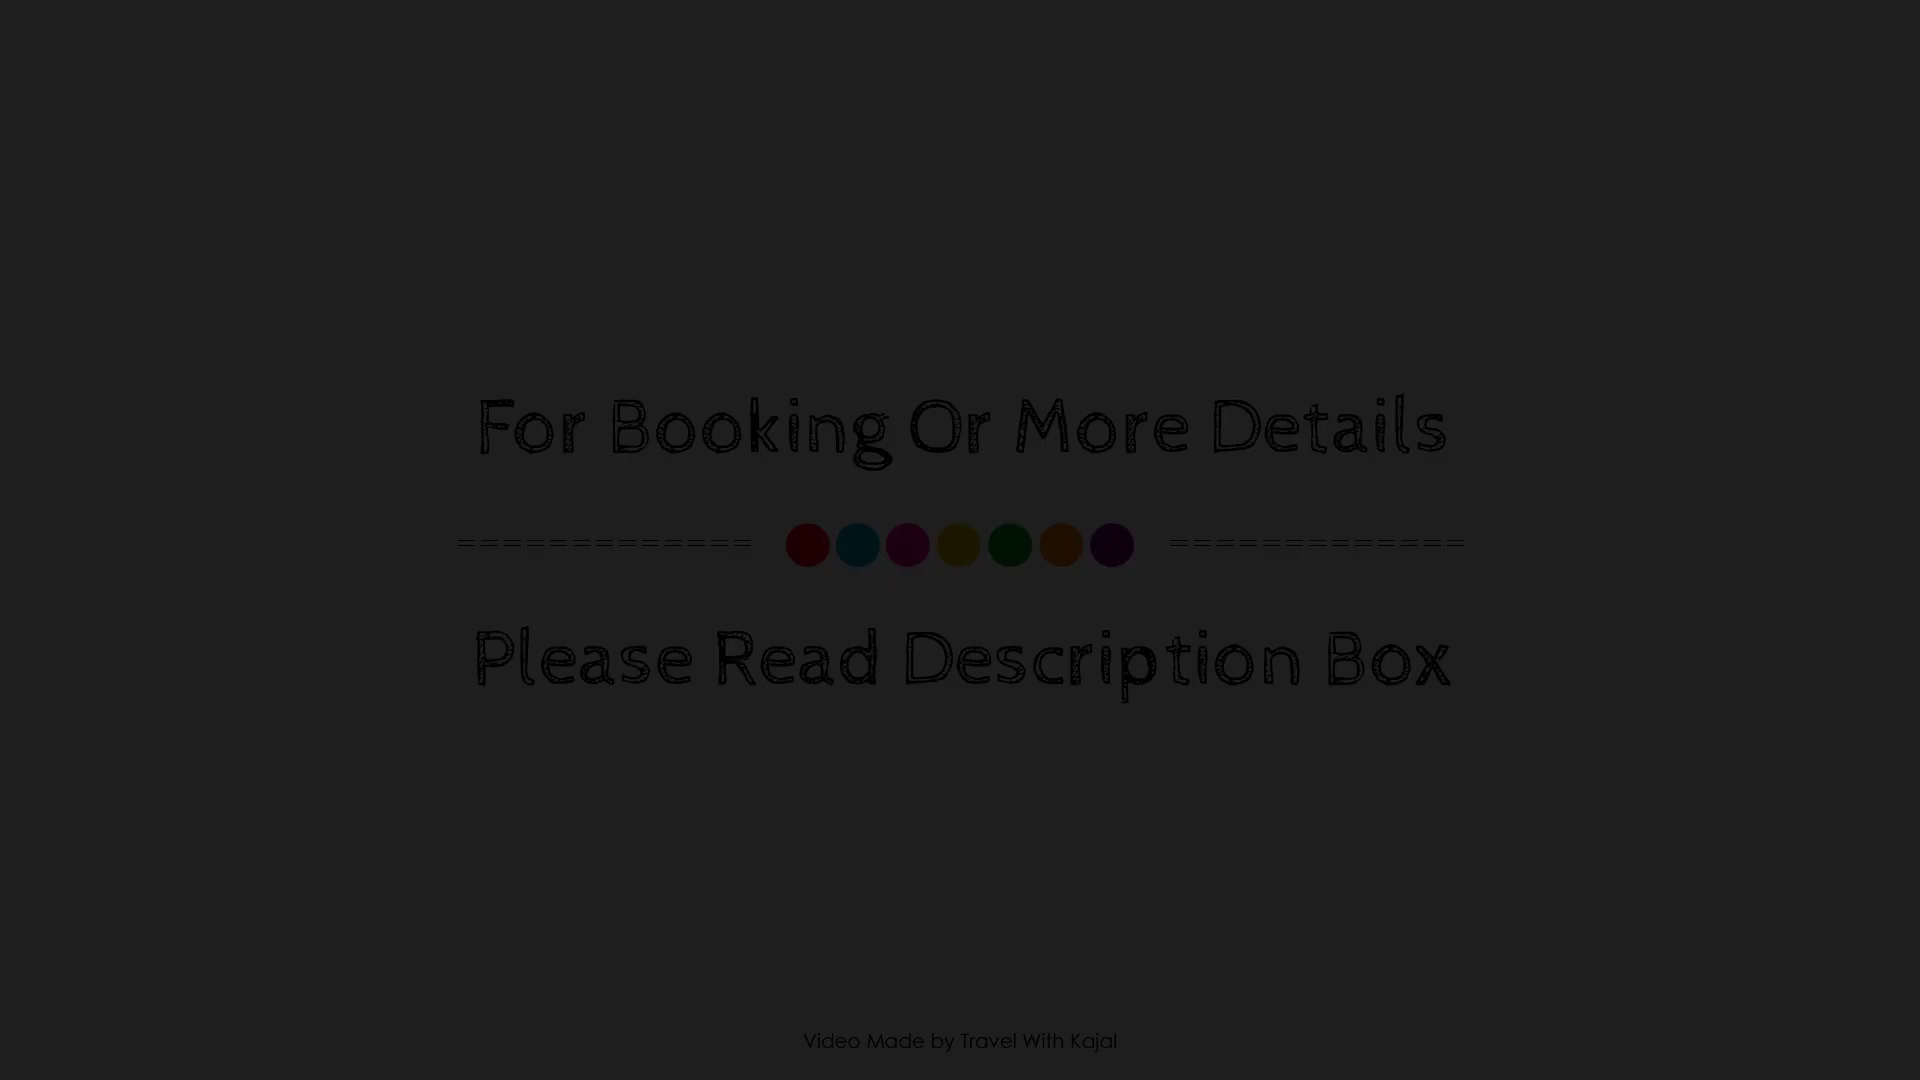 For Booking Or More Details
============= =============
Please Read Description Box
Video Made by Travel With Kajal